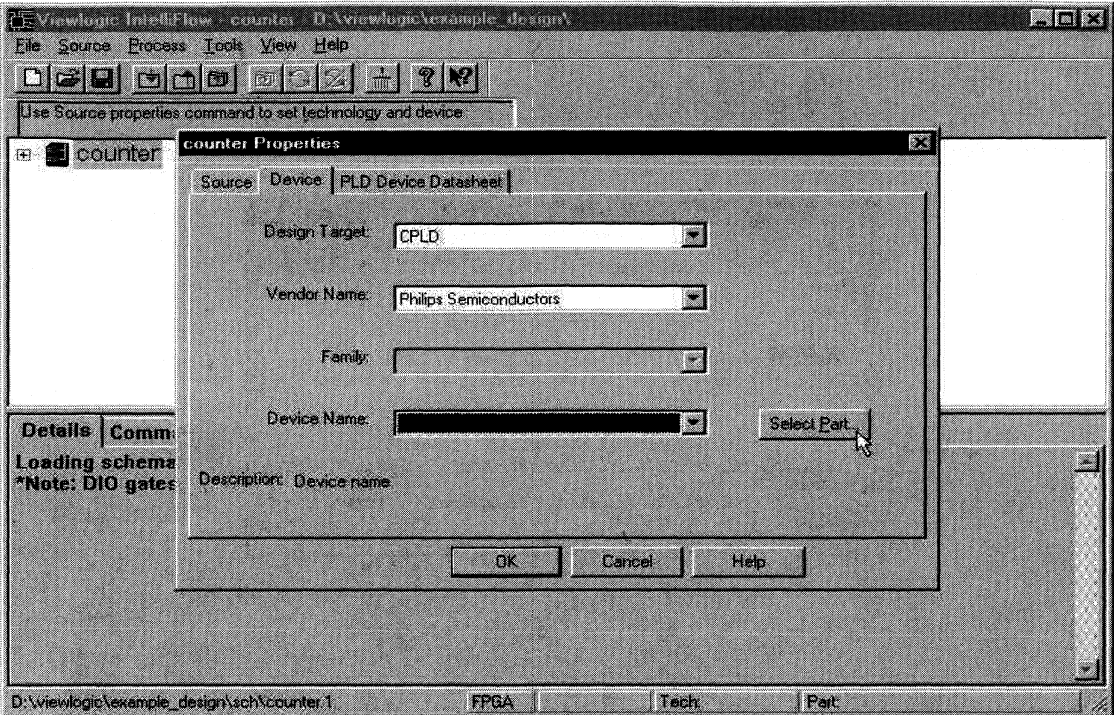 Viewlogic IntelliFlow - counter - D:\viewlogic\example_design\
File Source Process Tools View Help
Use Source properties command to set technology and device
counter
counter Properties
Source Device PLD Device Datasheet
Design Target: CPLD
Vendor Name: Philips Semiconductors
Family:
Device Name:
Select Part...
Description: Device name
OK Cancel Help
Details Comm
Loading schema
*Note: DIO gates
D:\viewlogic\example_design\sch\counter.1 FPGA Tech: Part: